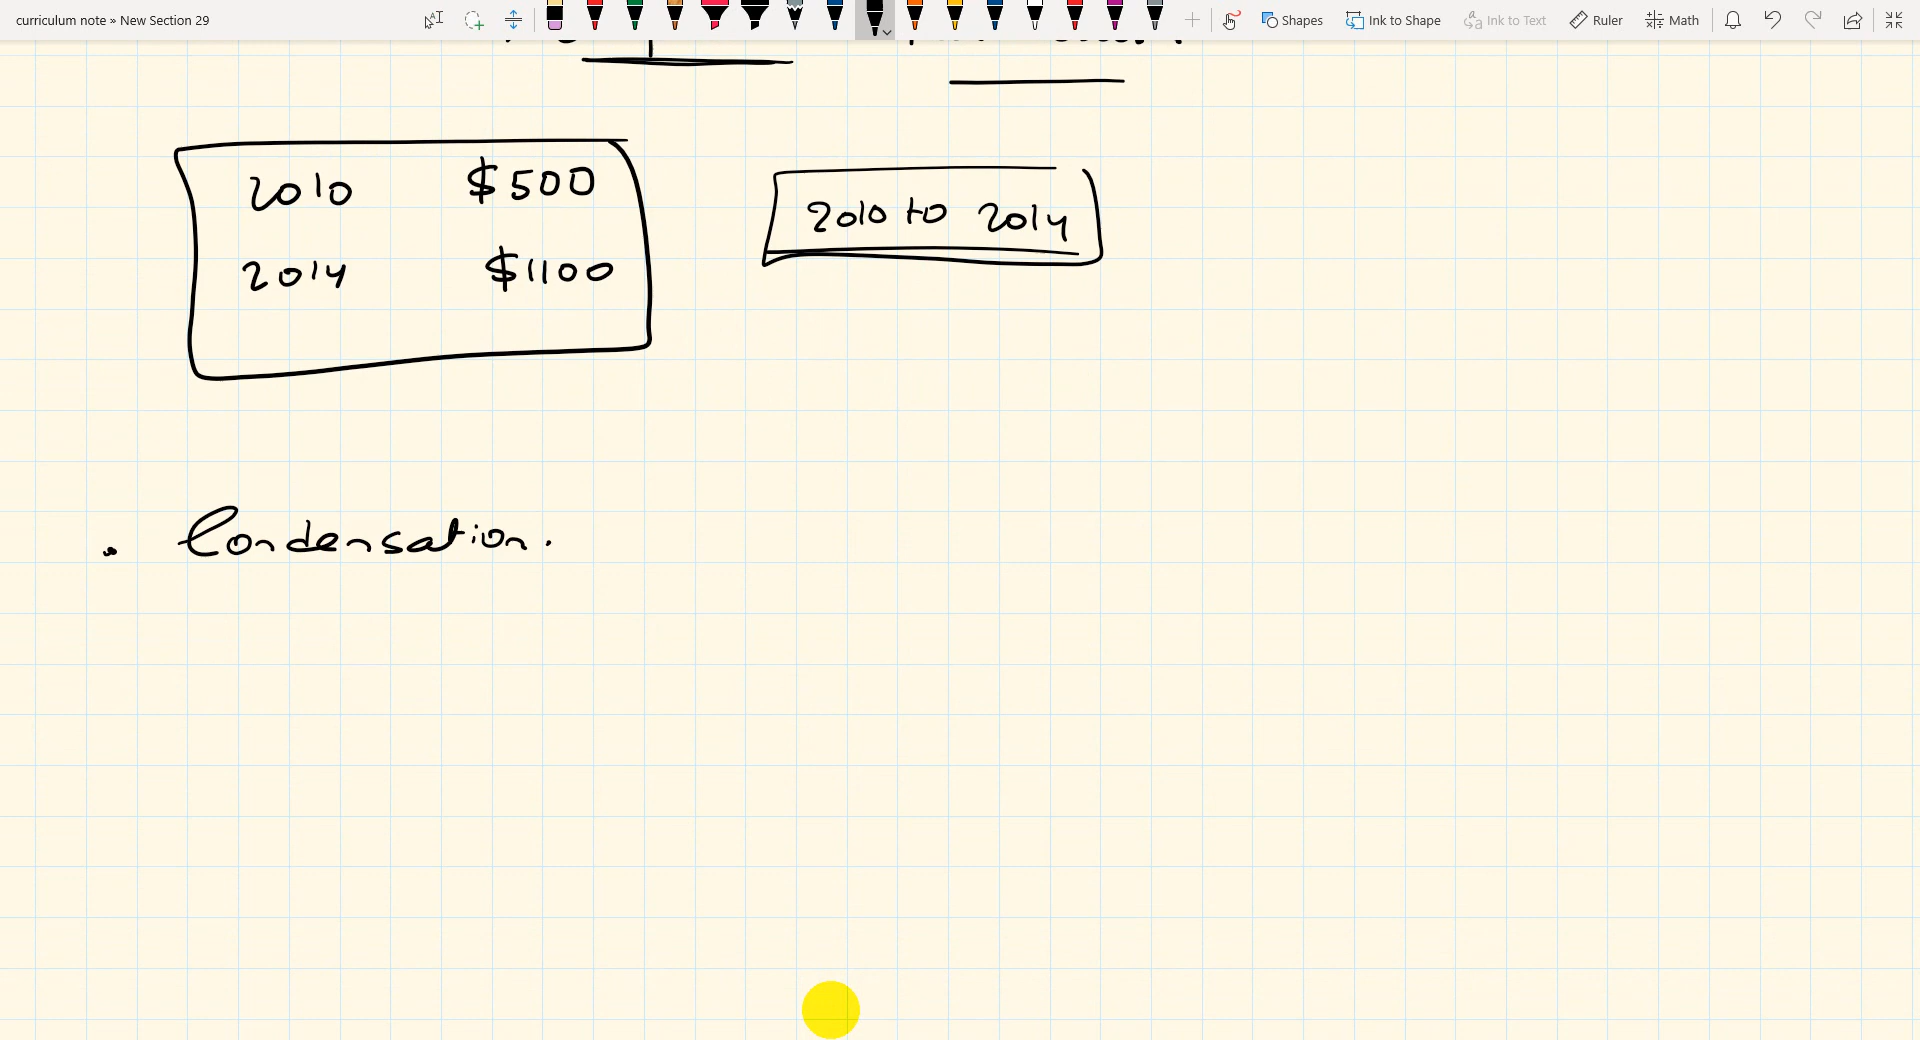 curriculum note » New Section 29
Shapes
Ink to Shape
Ink to Text
Ruler
Math
2010 $500
2010 to 2014
2014 $1100
. Condensation.